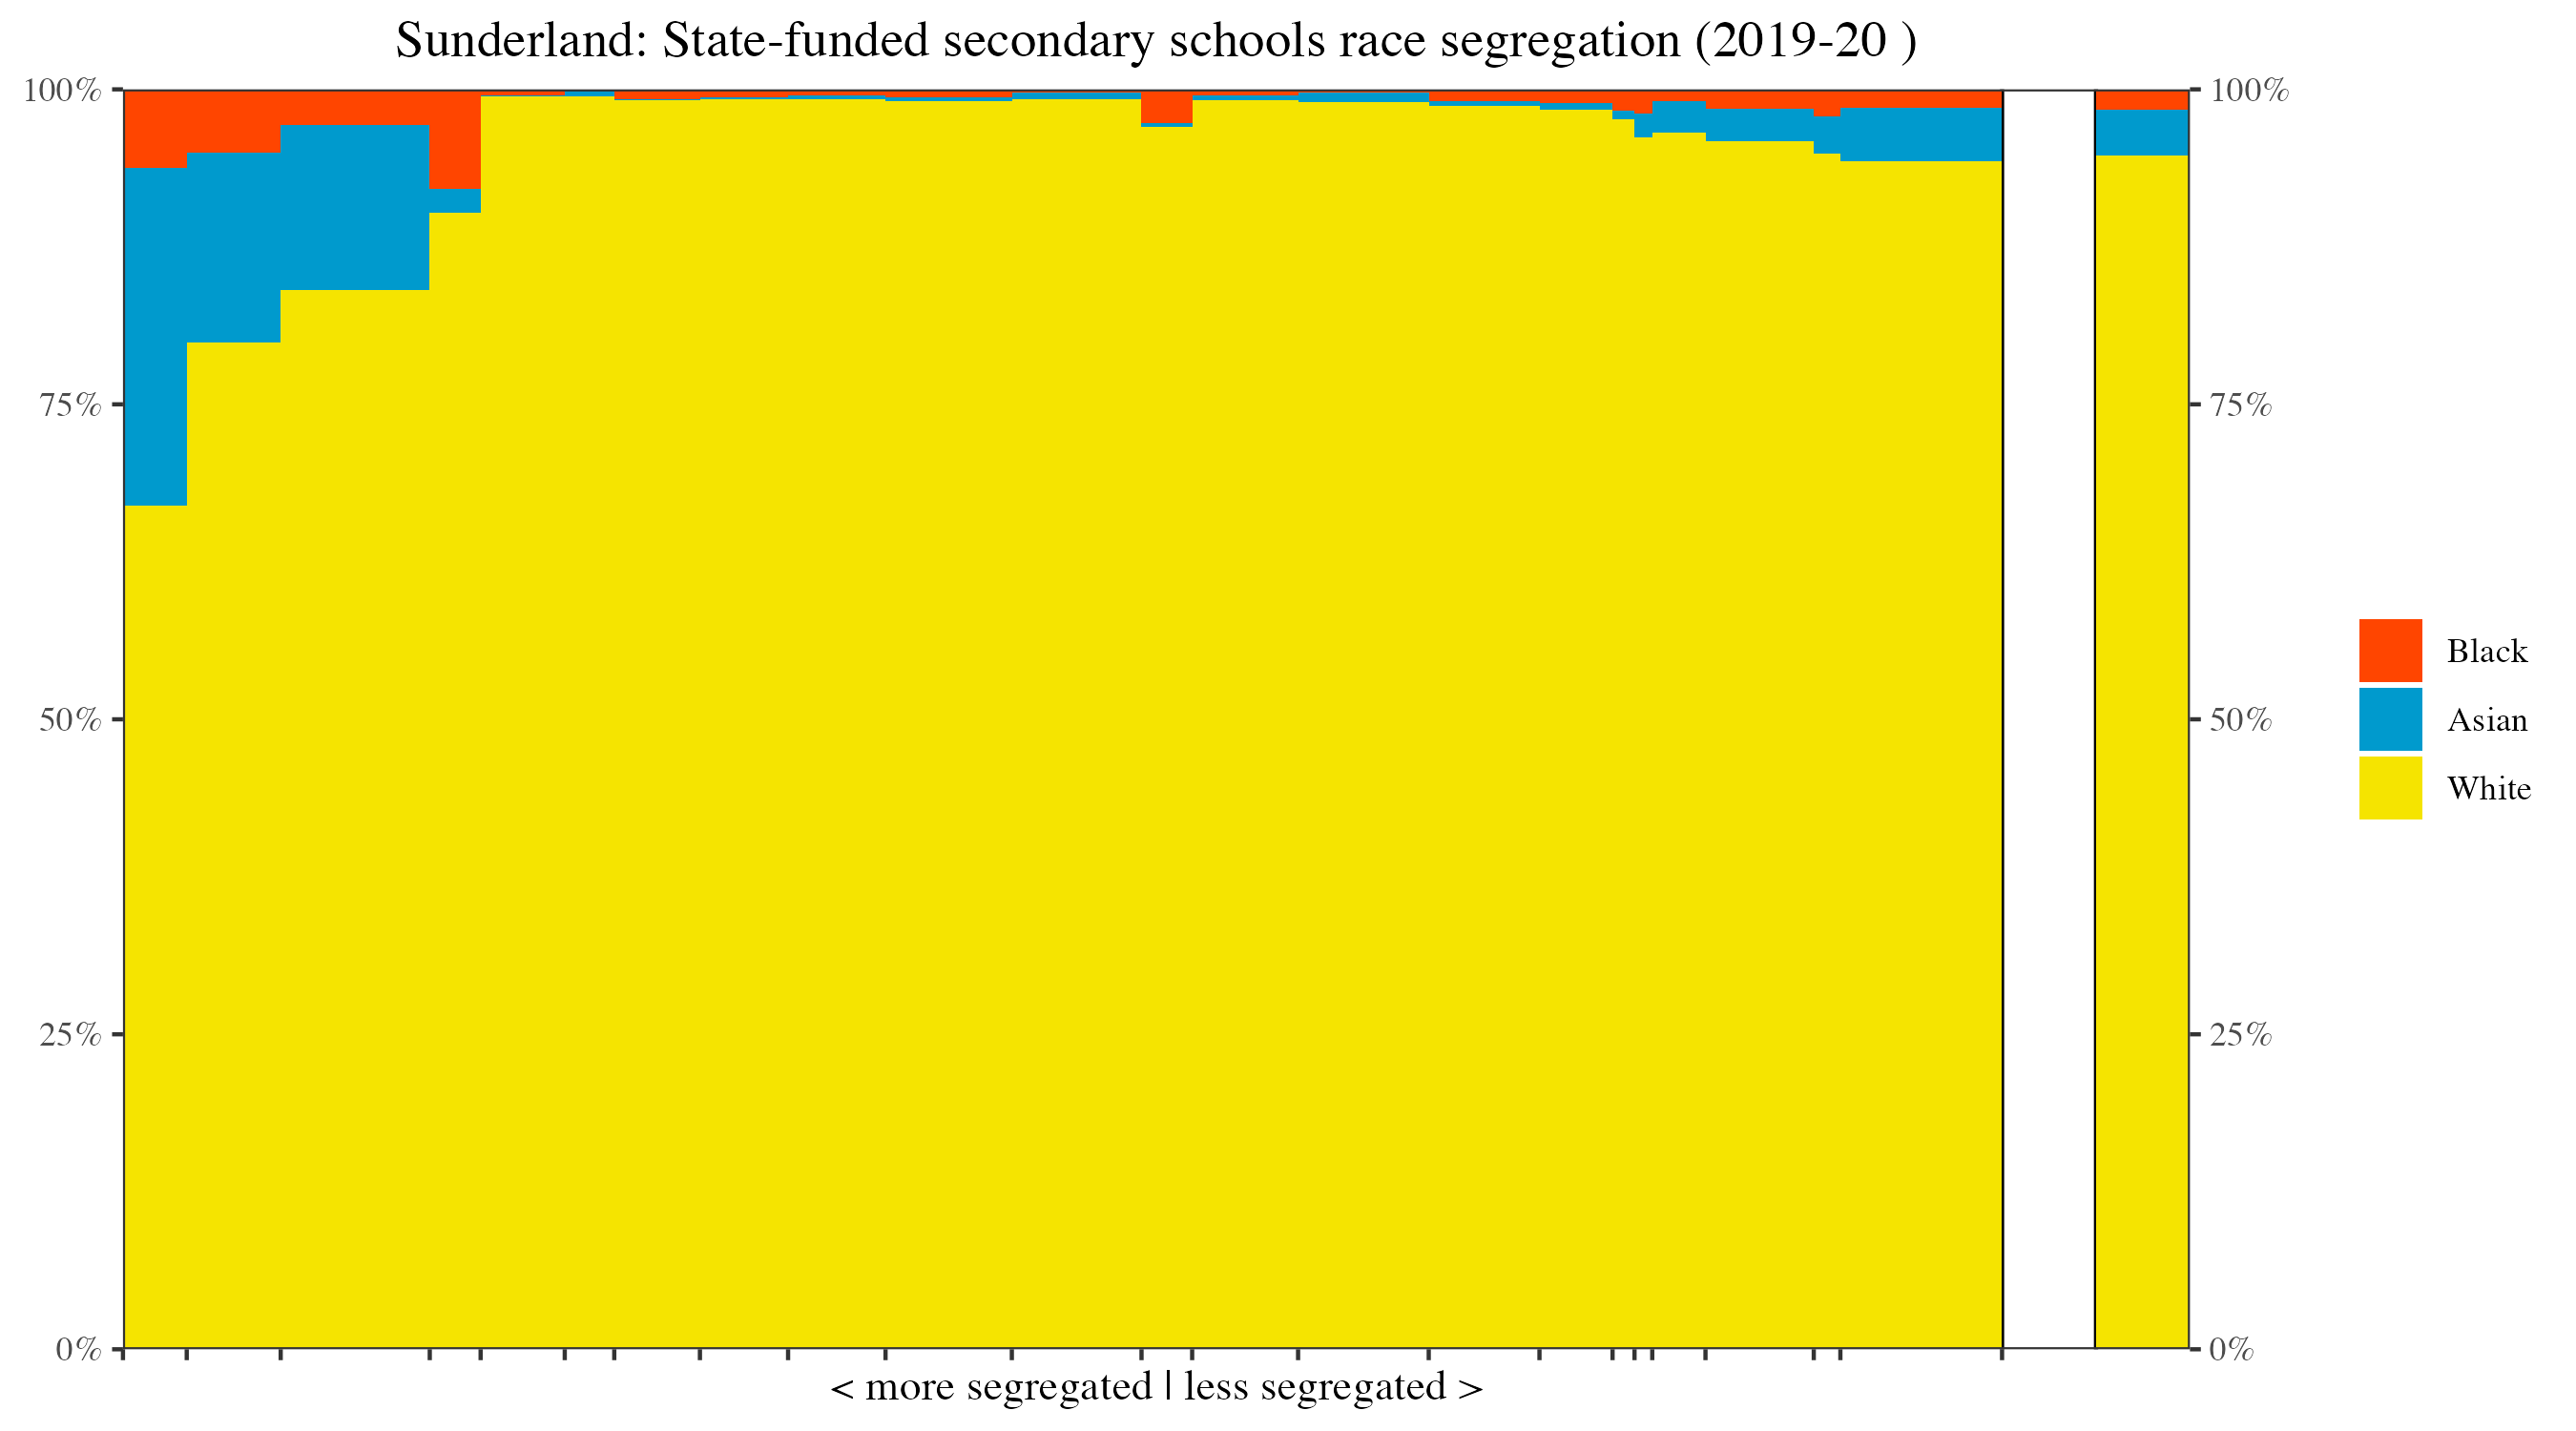 Sunderland: State-funded secondary schools race segregation (2019-20 )
100%
75%
50%
25%
0%
100%
75%
50%
25%
0%
Black
Asian
White
< more segregated | less segregated >